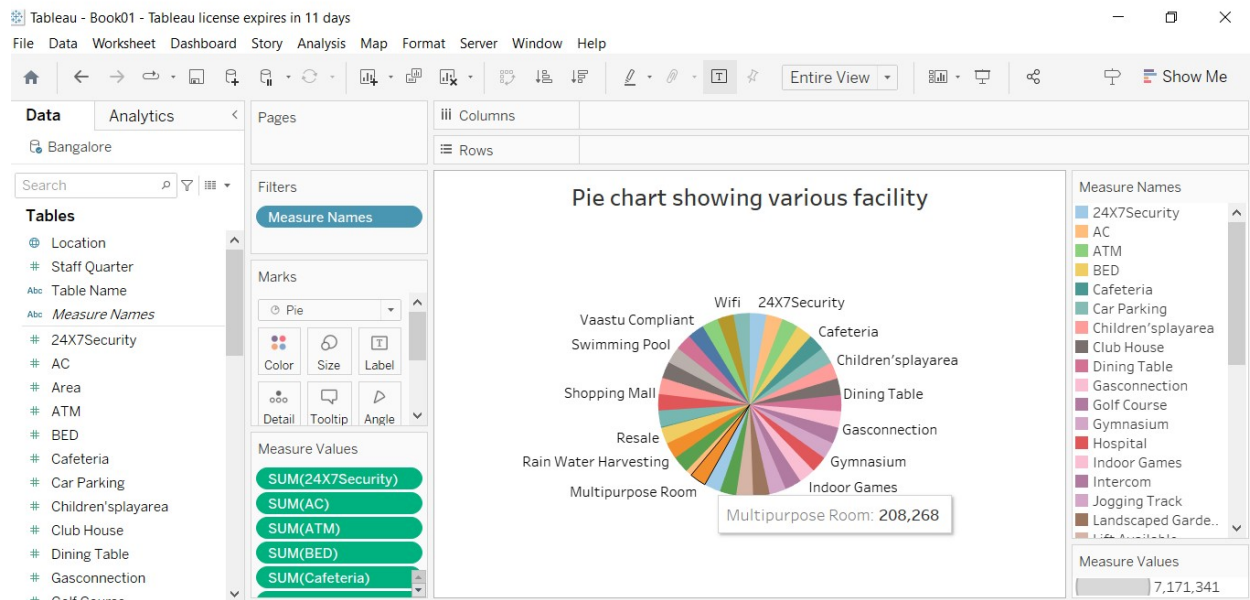 Tableau - Book01 - Tableau license expires in 11 days
File Data Worksheet Dashboard Story Analysis Map Format Server Window Help
Entire View
Show Me
Data Analytics
Bangalore
Search
Tables
Location
Staff Quarter
Abc Table Name
Abc Measure Names
24X7Security
AC
Area
ATM
BED
Cafeteria
Car Parking
Children'splayarea
Club House
Dining Table
Gasconnection
Golf Course
Pages
Filters
Measure Names
Marks
Pie
Color Size Label
Detail Tooltip Angle
Measure Values
SUM(24X7Security)
SUM(AC)
SUM(ATM)
SUM(BED)
SUM(Cafeteria)
iii Columns
Rows
Pie chart showing various facility
Wifi 24X7Security
Vaastu Compliant
Cafeteria
Swimming Pool
Children'splayarea
Shopping Mall
Dining Table
Resale
Gasconnection
Rain Water Harvesting
Gymnasium
Multipurpose Room
Indoor Games
Multipurpose Room: 208,268
Measure Names
24X7Security
AC
ATM
BED
Cafeteria
Car Parking
Children'splayarea
Club House
Dining Table
Gasconnection
Golf Course
Gymnasium
Hospital
Indoor Games
Intercom
Jogging Track
Landscaped Garde..
Lift Available
Measure Values
7,171,341